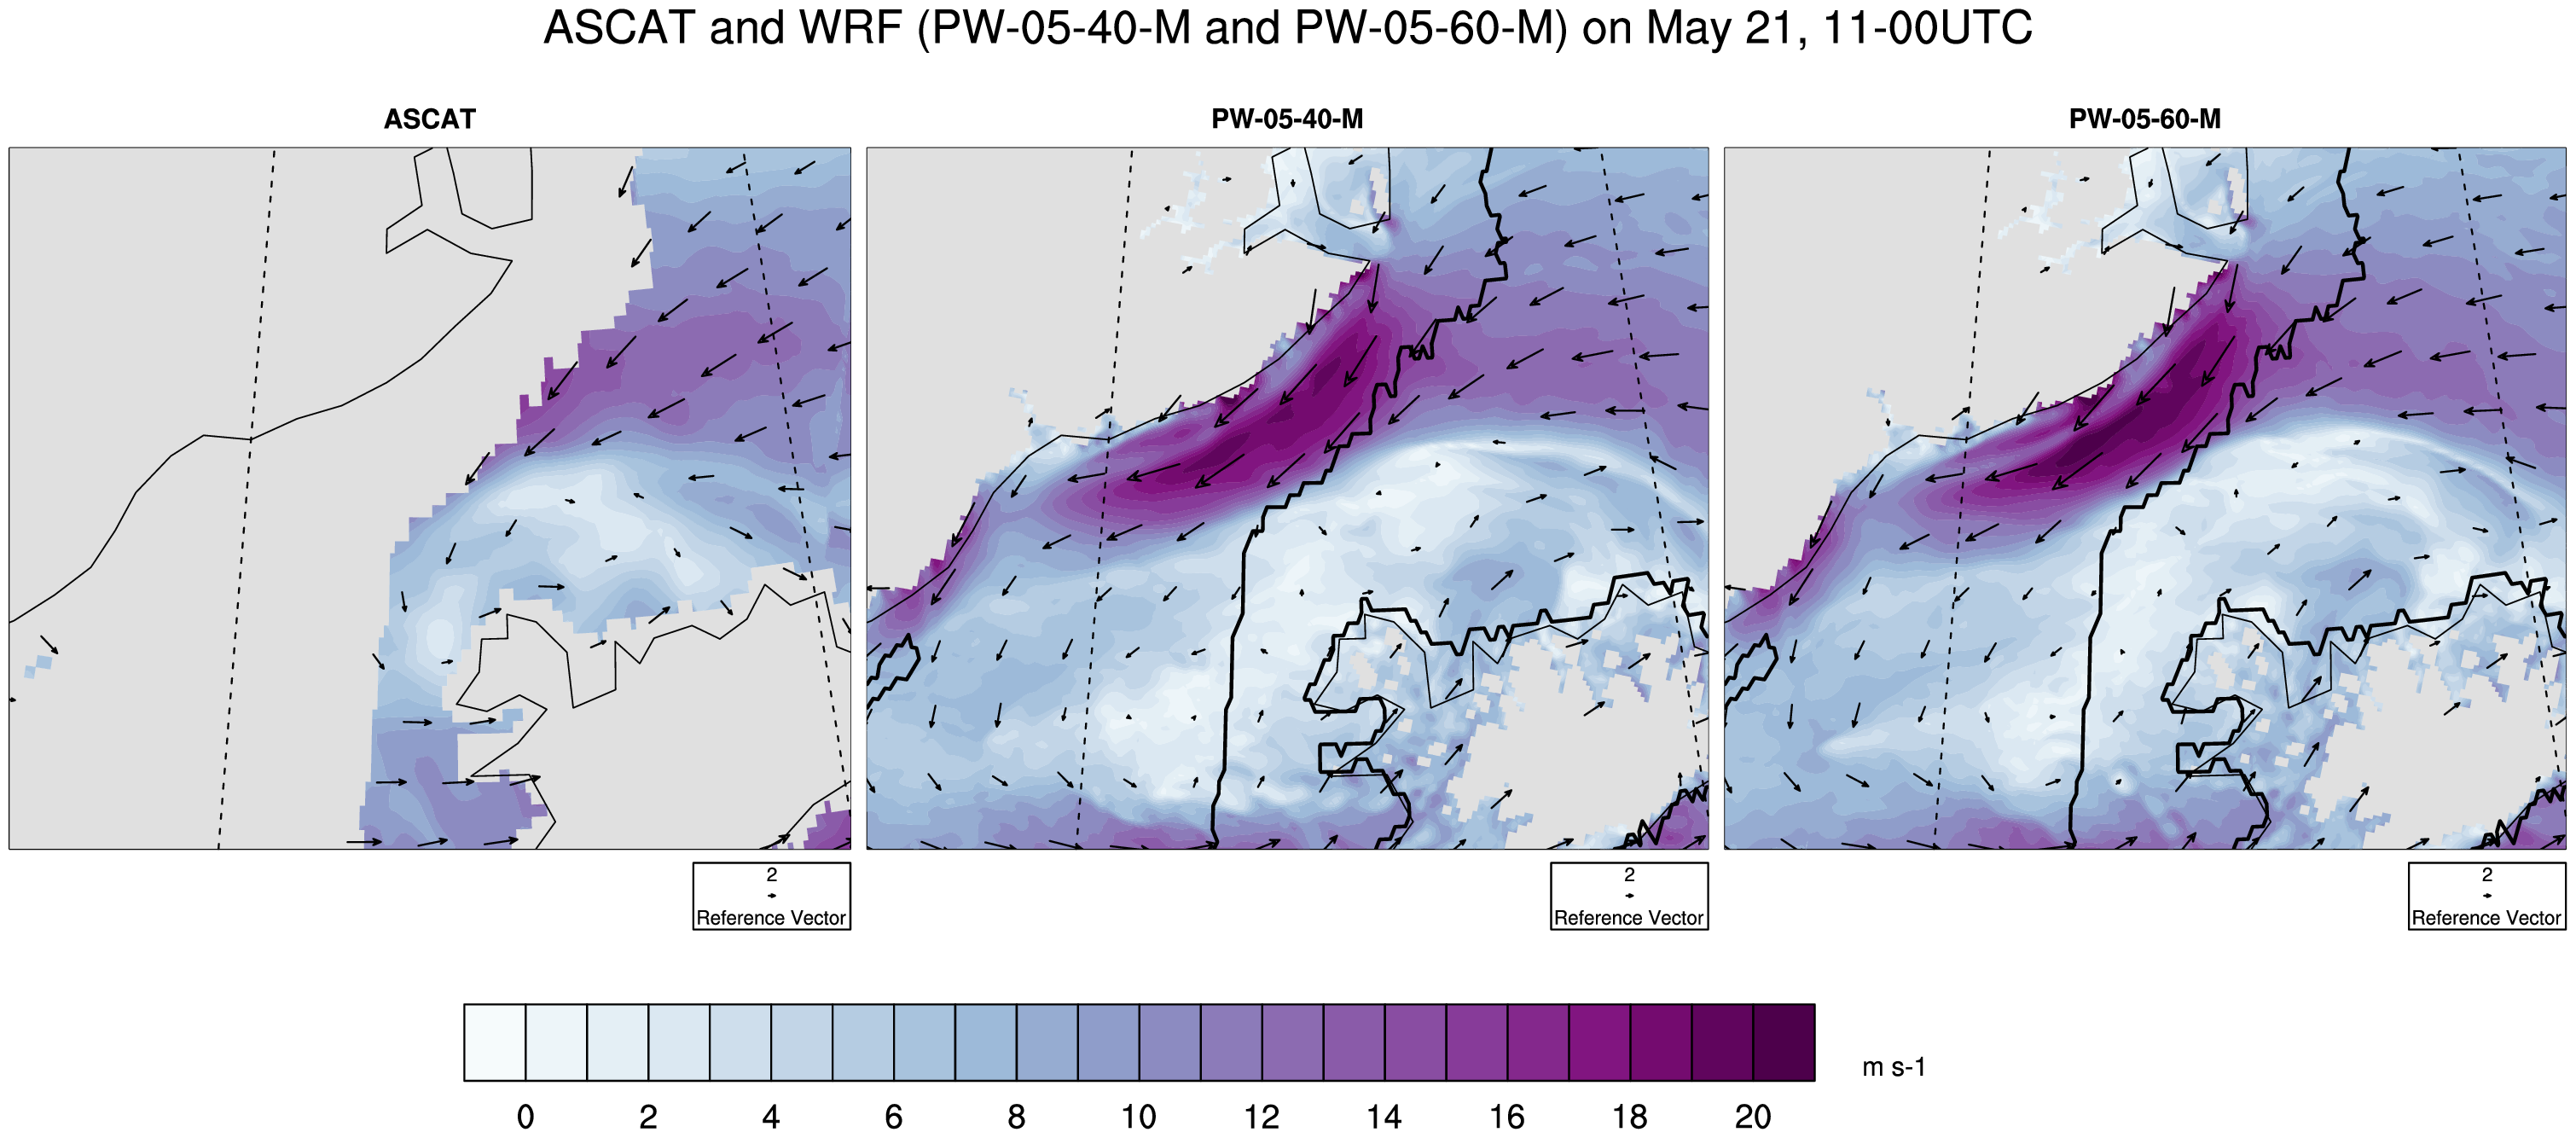 ASCAT and WRF (PW-05-40-M and PW-05-60-M) on May 21, 11-00UTC
ASCAT
PW-05-40-M
PW-05-60-M
2
Reference Vector
2
Reference Vector
2
Reference Vector
m s-1
0 2 4 6 8 10 12 14 16 18 20